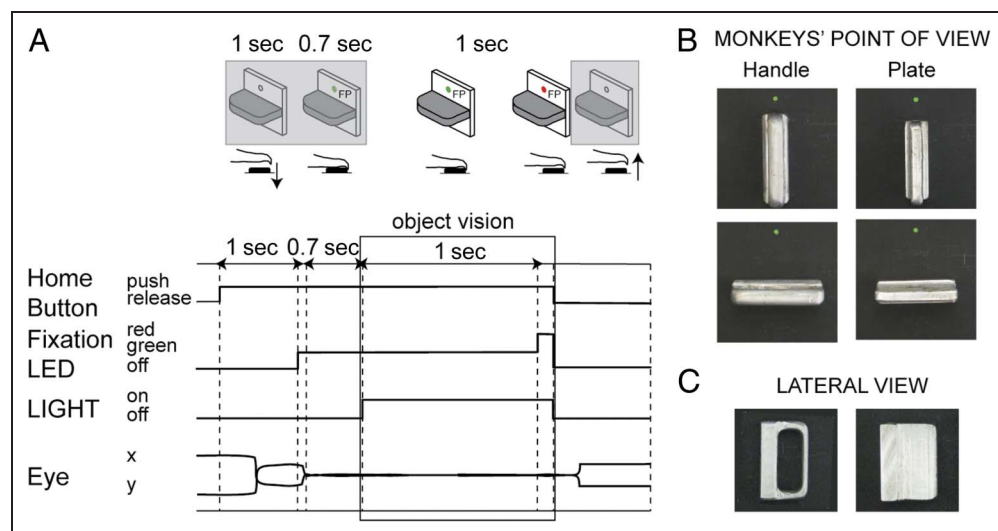 A
1 sec 0.7 sec 1 sec
FP FP FP
object vision
1 sec 0.7 sec 1 sec
Home Button
push
release
Fixation LED
red
green
off
LIGHT
on
off
Eye
x
y
B MONKEYS' POINT OF VIEW
Handle Plate
C LATERAL VIEW